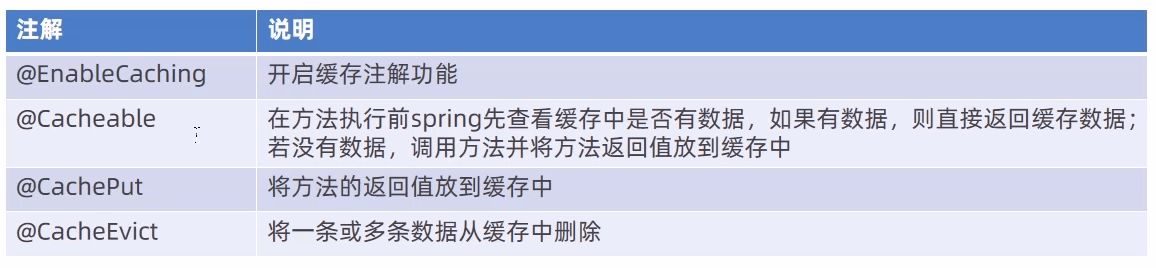 注解 说明
@EnableCaching 开启缓存注解功能
@Cacheable 在方法执行前spring先查看缓存中是否有数据，如果有数据，则直接返回缓存数据；
若没有数据，调用方法并将方法返回值放到缓存中
@CachePut 将方法的返回值放到缓存中
@CacheEvict 将一条或多条数据从缓存中删除